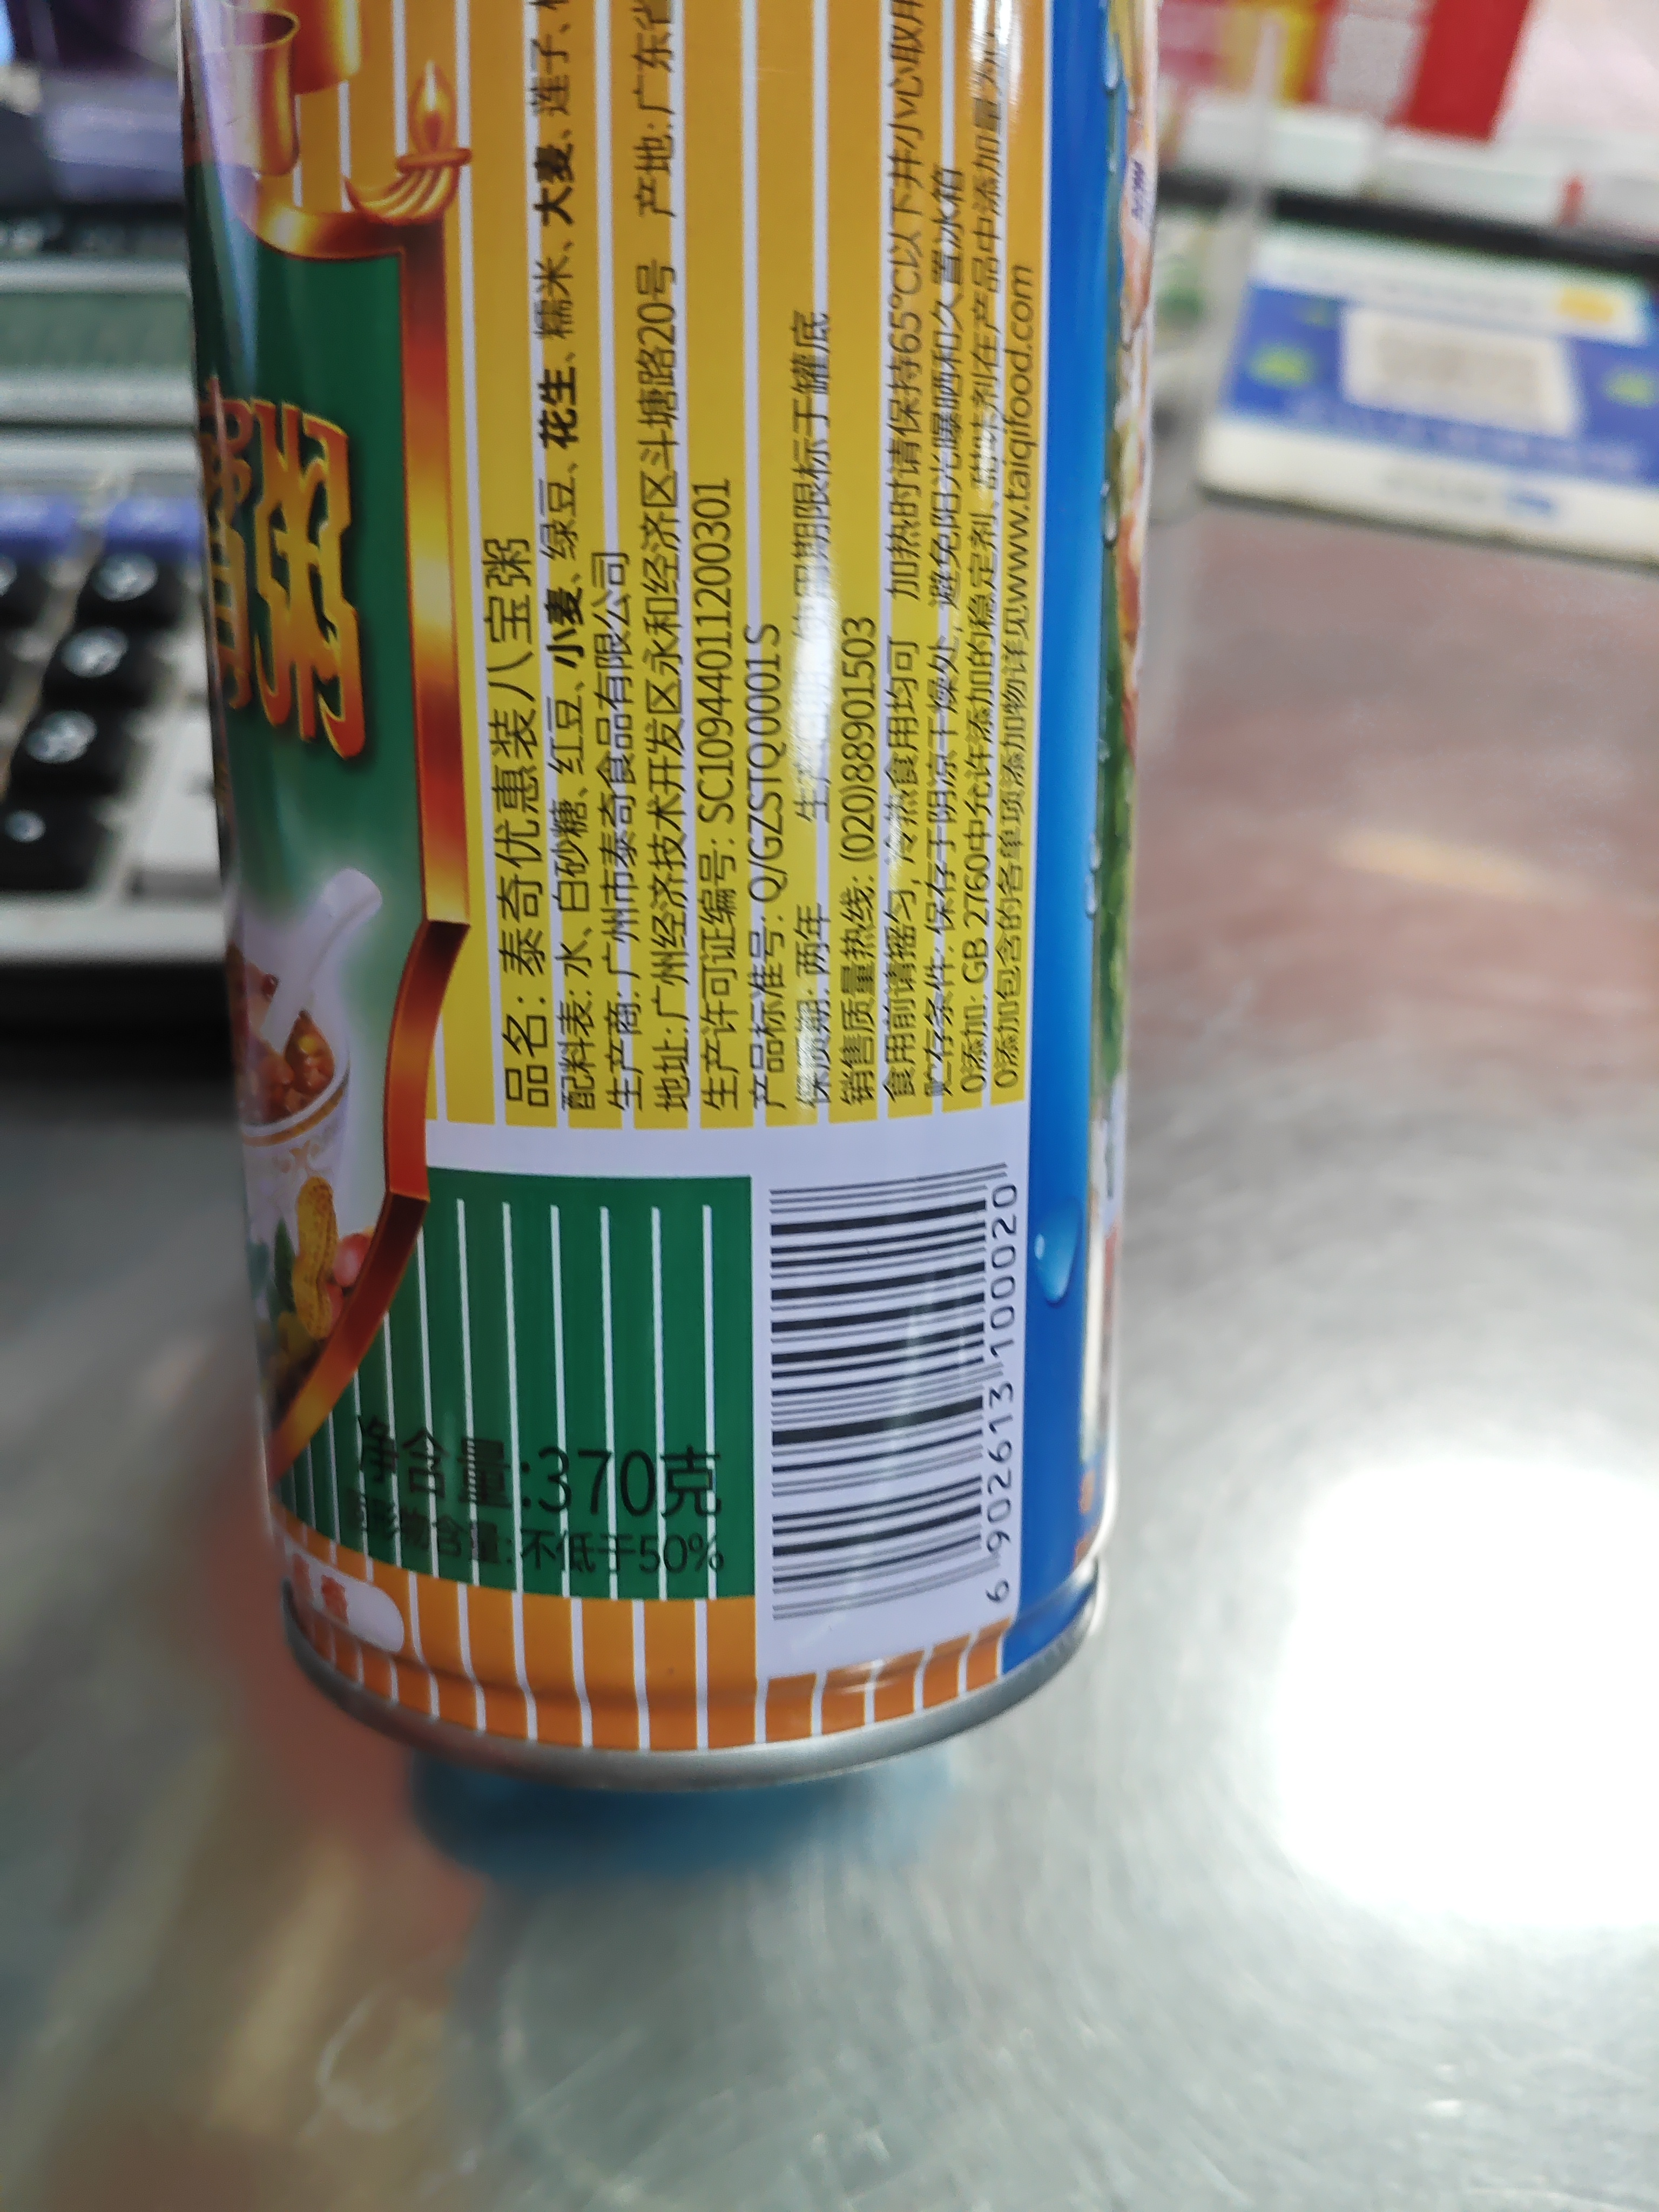 粥
品名: 泰奇优惠装八宝粥
配料表: 水、白砂糖、红豆、小麦、绿豆、花生、糯米、大麦、莲子、
生产商: 广州市泰奇食品有限公司
地址: 广州经济技术开发区永和经济区斗塘路20号 产地: 广东省
生产许可证编号: SC10944011200301
产品标准号: Q/GZSTQ0001S
保质期: 两年 生产 期限标于罐底
销售质量热线: (020)88901503
食用前请摇匀, 冷热食用均可 加热时请保持65℃以下并小心取用
贮存条件: 保存于阴凉干燥处, 避免阳光曝晒和久置冰箱
0添加: GB 2760中允许添加的稳定剂、甜味剂在产品中添加量为0
0添加包含的各单项添加物详见www.taiqifood.com
净含量:370克
固形物含量: 不低于50%
6 902613 100020